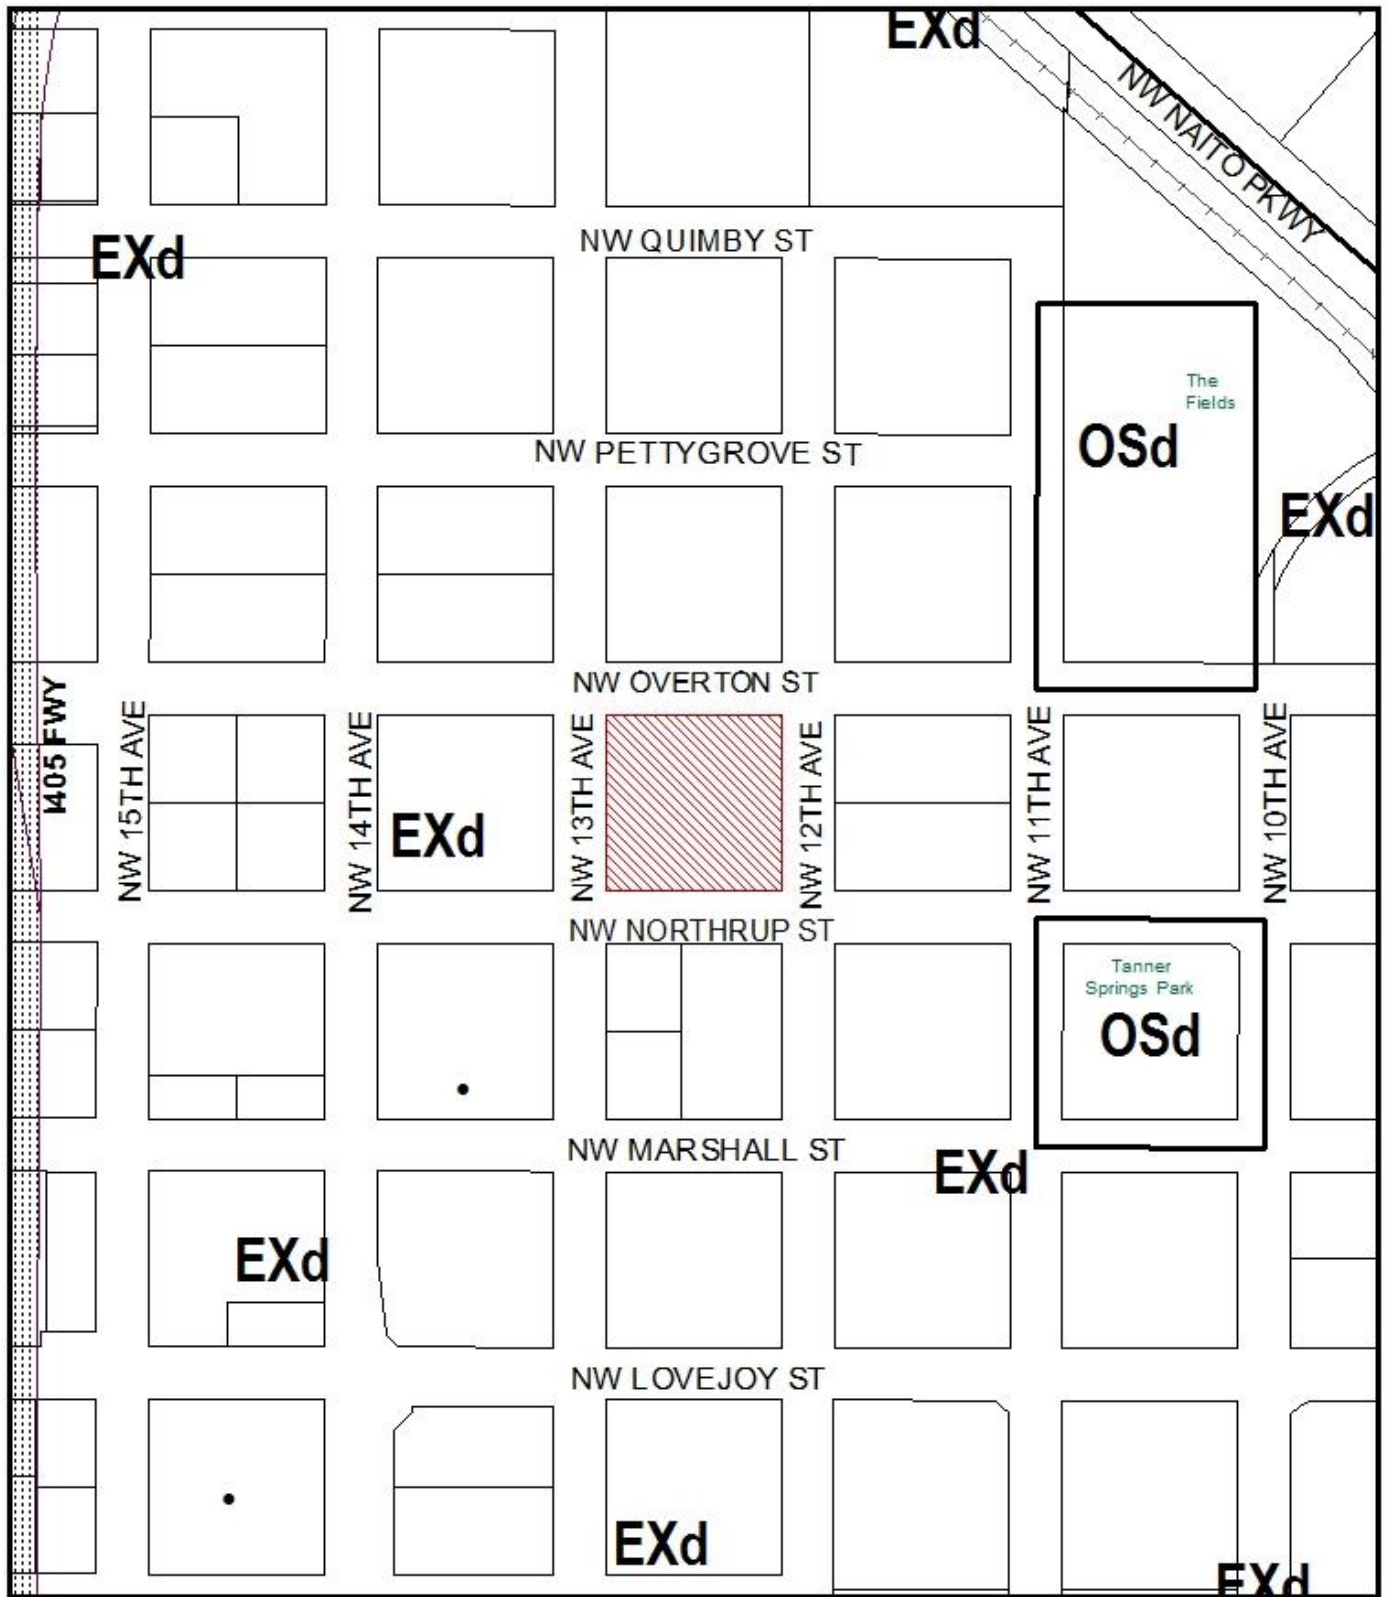 EXd
NW NAITO PKWY
NW QUIMBY ST
EXd
The
Fields
OSd
NW PETTYGROVE ST
EXd
NW OVERTON ST
I405 FWY
NW 15TH AVE
NW 14TH AVE
EXd
NW 13TH AVE
NW 12TH AVE
NW 11TH AVE
NW 10TH AVE
NW NORTHRUP ST
Tanner
Springs Park
OSd
NW MARSHALL ST
EXd
EXd
NW LOVEJOY ST
EXd
EXd